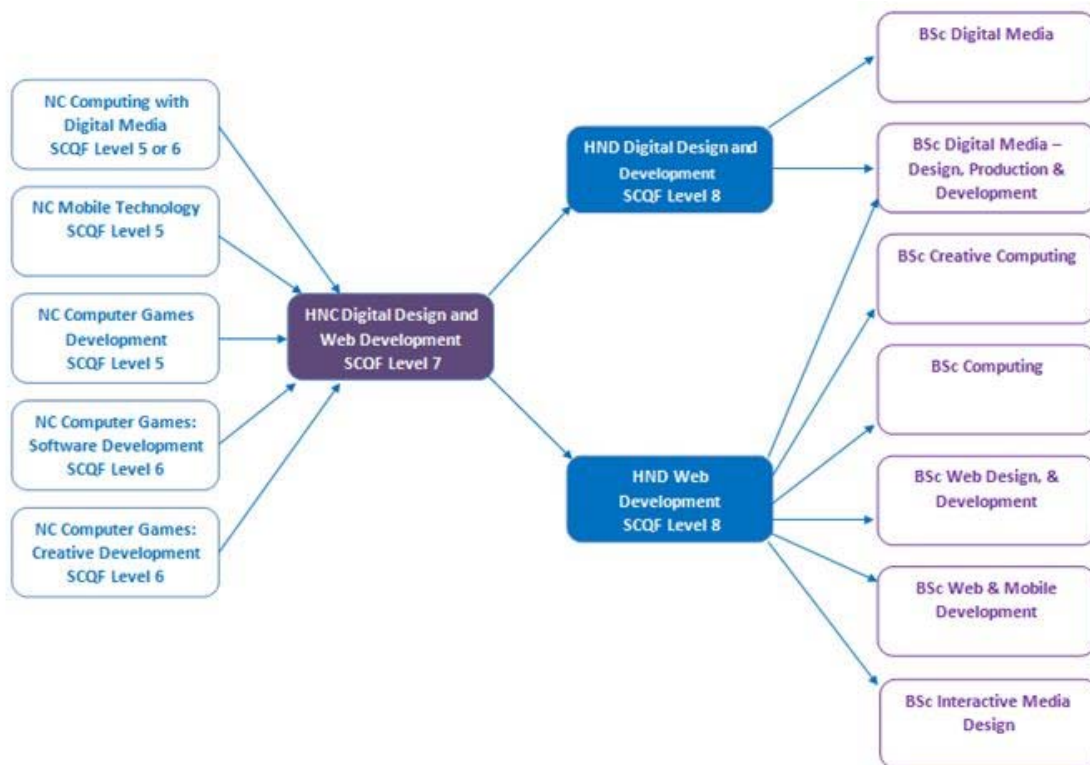 NC Computing with
Digital Media
SCQF Level 5 or 6
NC Mobile Technology
SCQF Level 5
NC Computer Games
Development
SCQF Level 5
NC Computer Games:
Software Development
SCQF Level 6
NC Computer Games:
Creative Development
SCQF Level 6
HNC Digital Design and
Web Development
SCQF Level 7
HND Digital Design and
Development
SCQF Level 8
HND Web
Development
SCQF Level 8
BSc Digital Media
BSc Digital Media –
Design, Production &
Development
BSc Creative Computing
BSc Computing
BSc Web Design, &
Development
BSc Web & Mobile
Development
BSc Interactive Media
Design